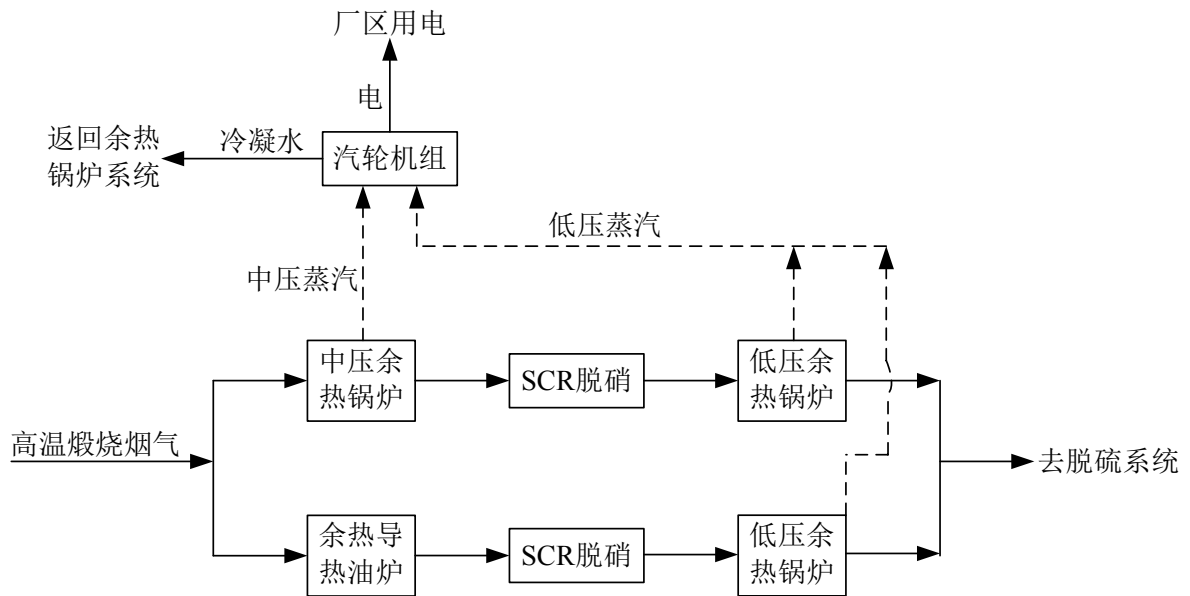 厂区用电
电
返回余热
锅炉系统
冷凝水
汽轮机组
低压蒸汽
中压蒸汽
中压余
热锅炉
SCR脱硝
低压余
热锅炉
高温煅烧烟气
去脱硫系统
余热导
热油炉
SCR脱硝
低压余
热锅炉